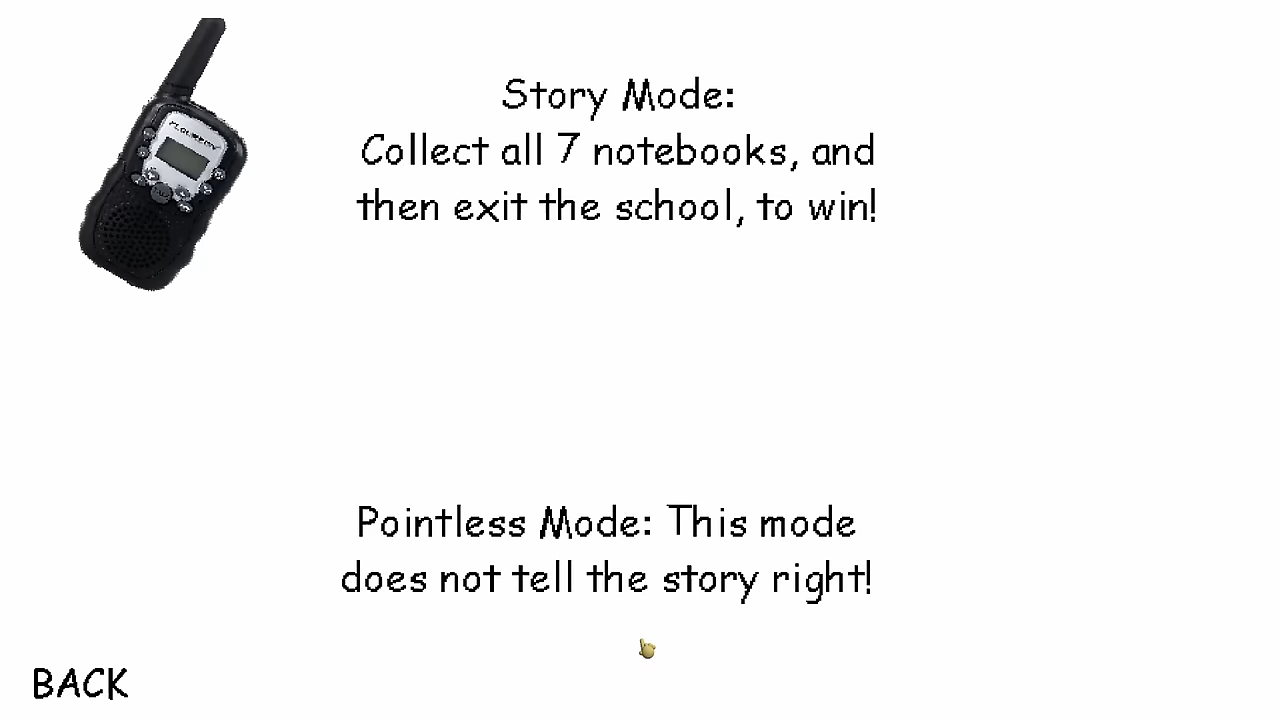 Story Mode:
Collect all 7 notebooks, and
then exit the school, to win!
Pointless Mode: This mode
does not tell the story right!
BACK